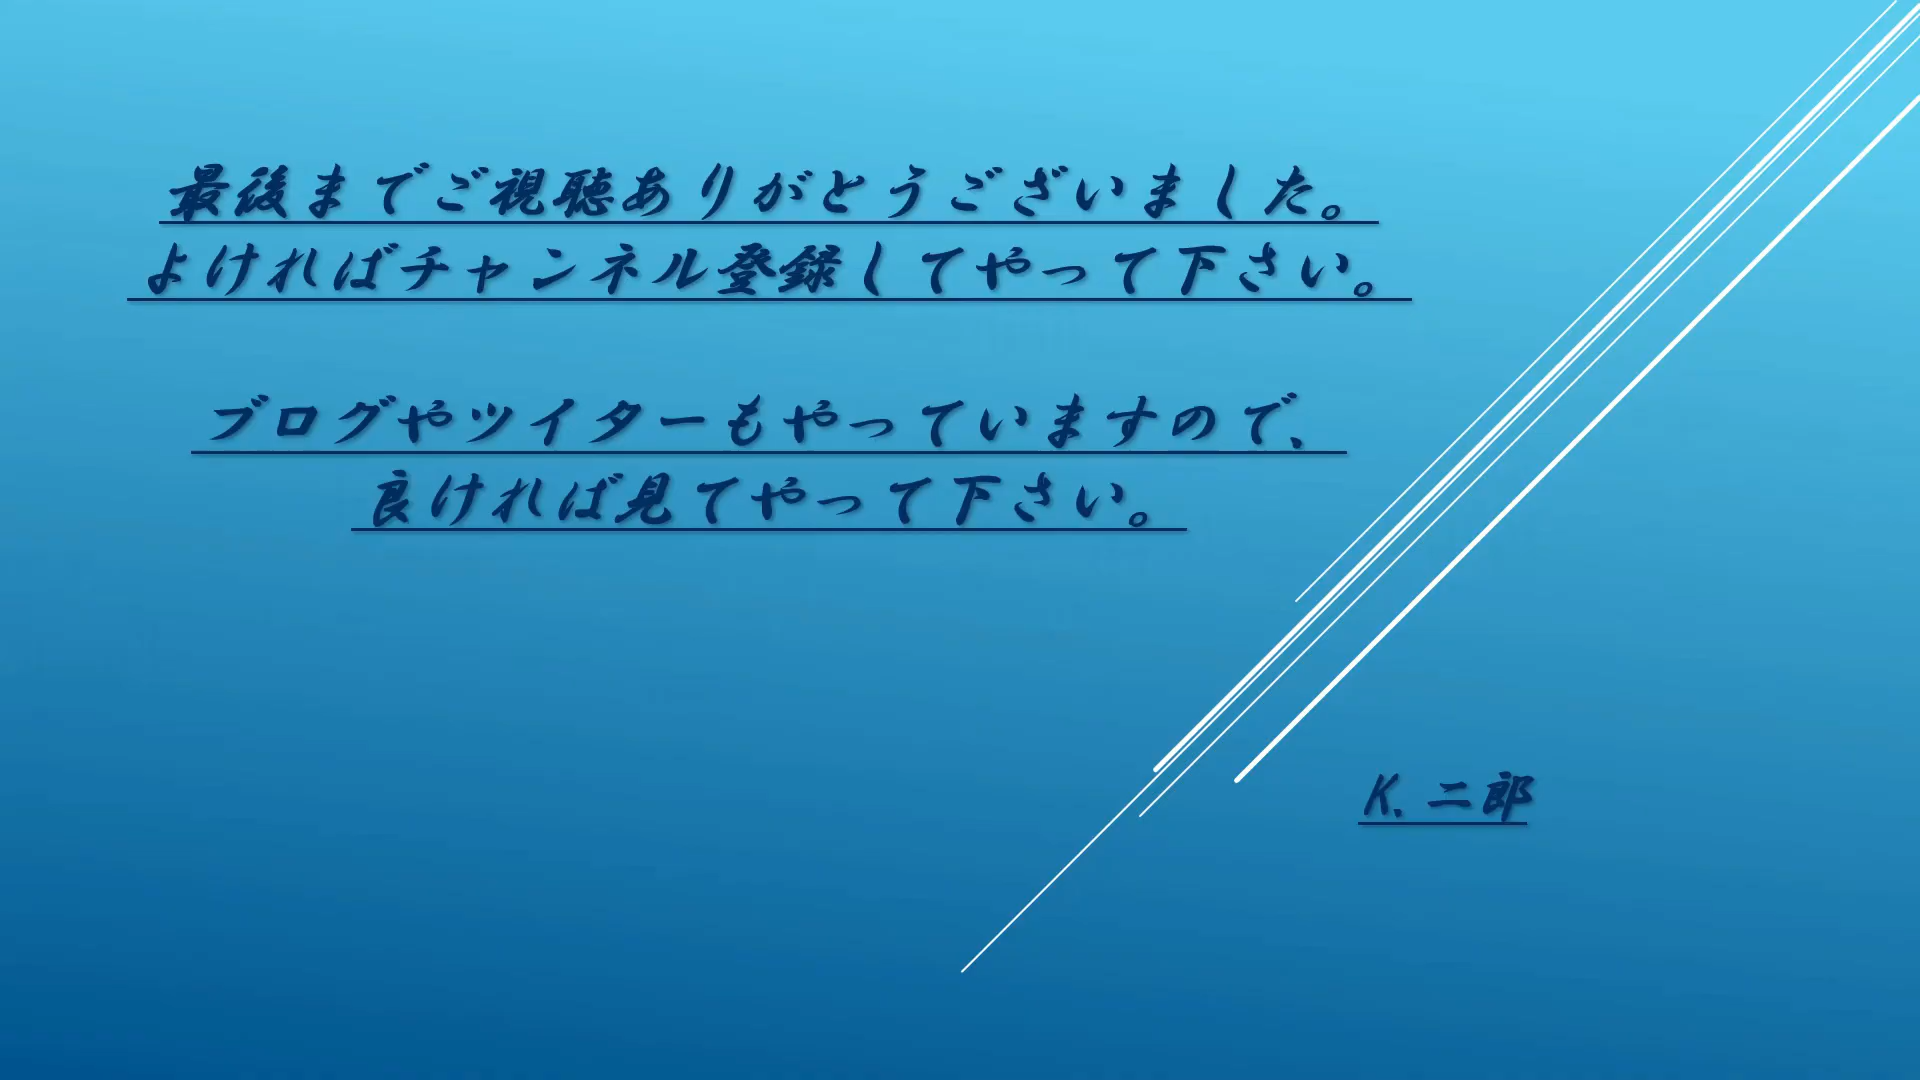 最後までご視聴ありがとうございました。
よければチャンネル登録してやって下さい。
ブログやツイターもやっていますので、
良ければ見てやって下さい。
K.二郎